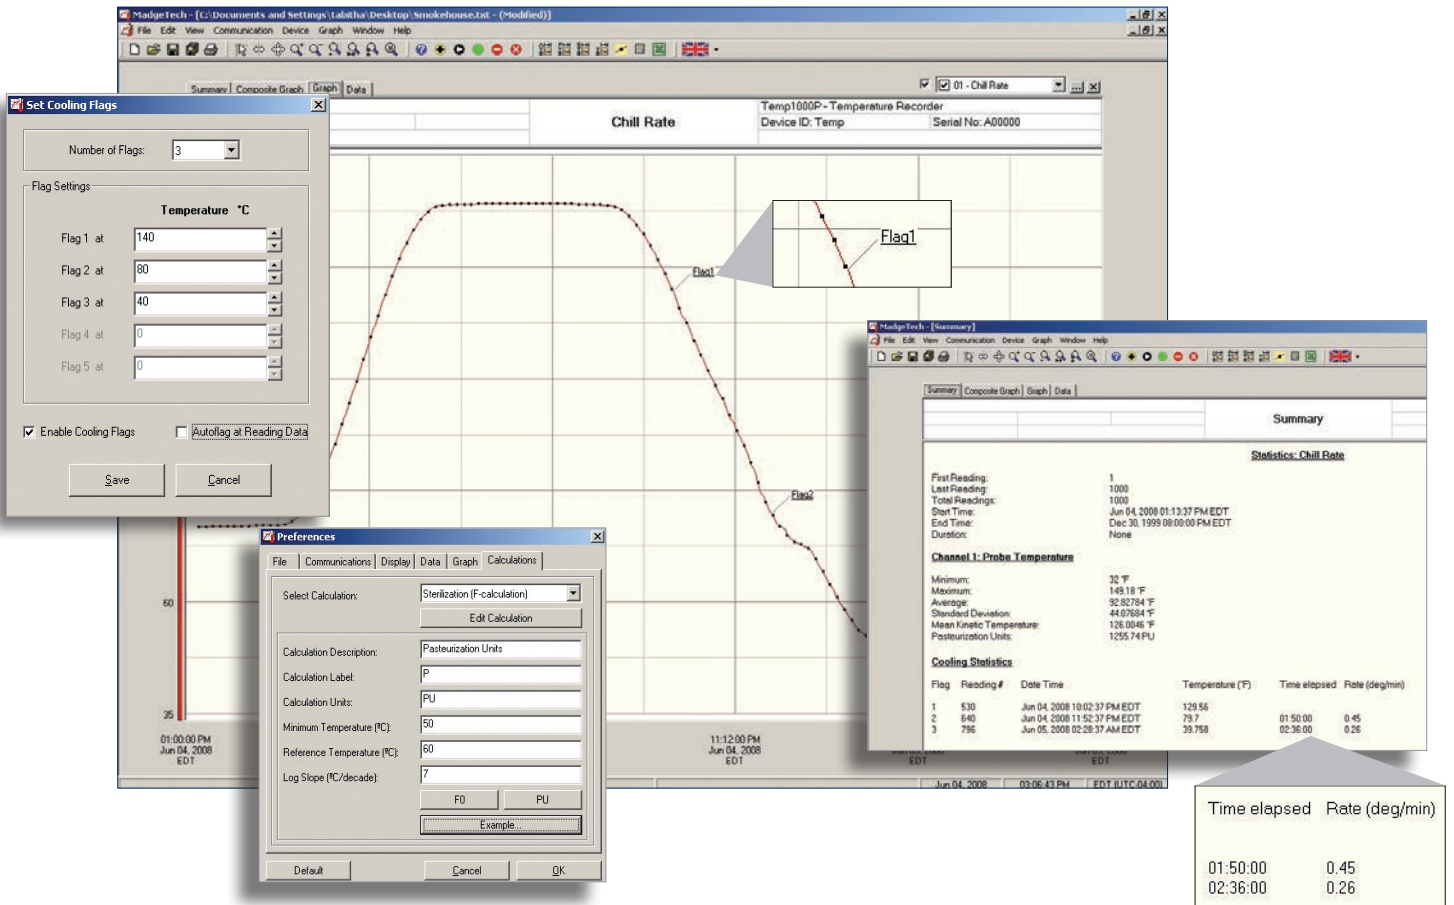 MadgeTech - [C:\Documents and Settings\tabitha\Desktop\Smokehouse.txt - (Modified)]
File Edit View Communication Device Graph Window Help
Summary Composite Graph Graph Data
01 - Chill Rate
Chill Rate
Temp1000P - Temperature Recorder
Device ID: Temp
Serial No: A00000
Flag1
Flag2
60
35
01:00:00 PM
Jun 04, 2008
EDT
11:12:00 PM
Jun 04, 2008
EDT
EDT
EDT
Jun 04, 2008 03:06:43 PM EDT (UTC-04:00)
Set Cooling Flags
Number of Flags: 3
Flag Settings
Temperature °C
Flag 1 at 140
Flag 2 at 80
Flag 3 at 40
Flag 4 at 0
Flag 5 at 0
Enable Cooling Flags
Autoflag at Reading Data
Save Cancel
Flag1
Preferences
File Communications Display Data Graph Calculations
Select Calculation: Sterilization (F-calculation)
Edit Calculation
Calculation Description: Pasteurization Units
Calculation Label: P
Calculation Units: PU
Minimum Temperature (ºC): 50
Reference Temperature (ºC): 60
Log Slope (ºC/decade): 7
F0 PU
Example...
Default Cancel OK
MadgeTech - [Summary]
File Edit View Communication Device Graph Window Help
Summary Composite Graph Graph Data
Summary
Statistics: Chill Rate
First Reading: 1
Last Reading: 1000
Total Readings: 1000
Start Time: Jun 04, 2008 01:13:37 PM EDT
End Time: Dec 30, 1999 08:00:00 PM EDT
Duration: None
Channel 1: Probe Temperature
Minimum: 32 °F
Maximum: 149.18 °F
Average: 92.82784 °F
Standard Deviation: 44.07684 °F
Mean Kinetic Temperature: 126.0046 °F
Pasteurization Units: 1255.74 PU
Cooling Statistics
Flag Reading # Date Time Temperature (°F) Time elapsed Rate (deg/min)
1 530 Jun 04, 2008 10:02:37 PM EDT 129.56
2 640 Jun 04, 2008 11:52:37 PM EDT 79.7 01:50:00 0.45
3 796 Jun 05, 2008 02:28:37 AM EDT 39.758 02:36:00 0.26
Time elapsed Rate (deg/min)
01:50:00 0.45
02:36:00 0.26